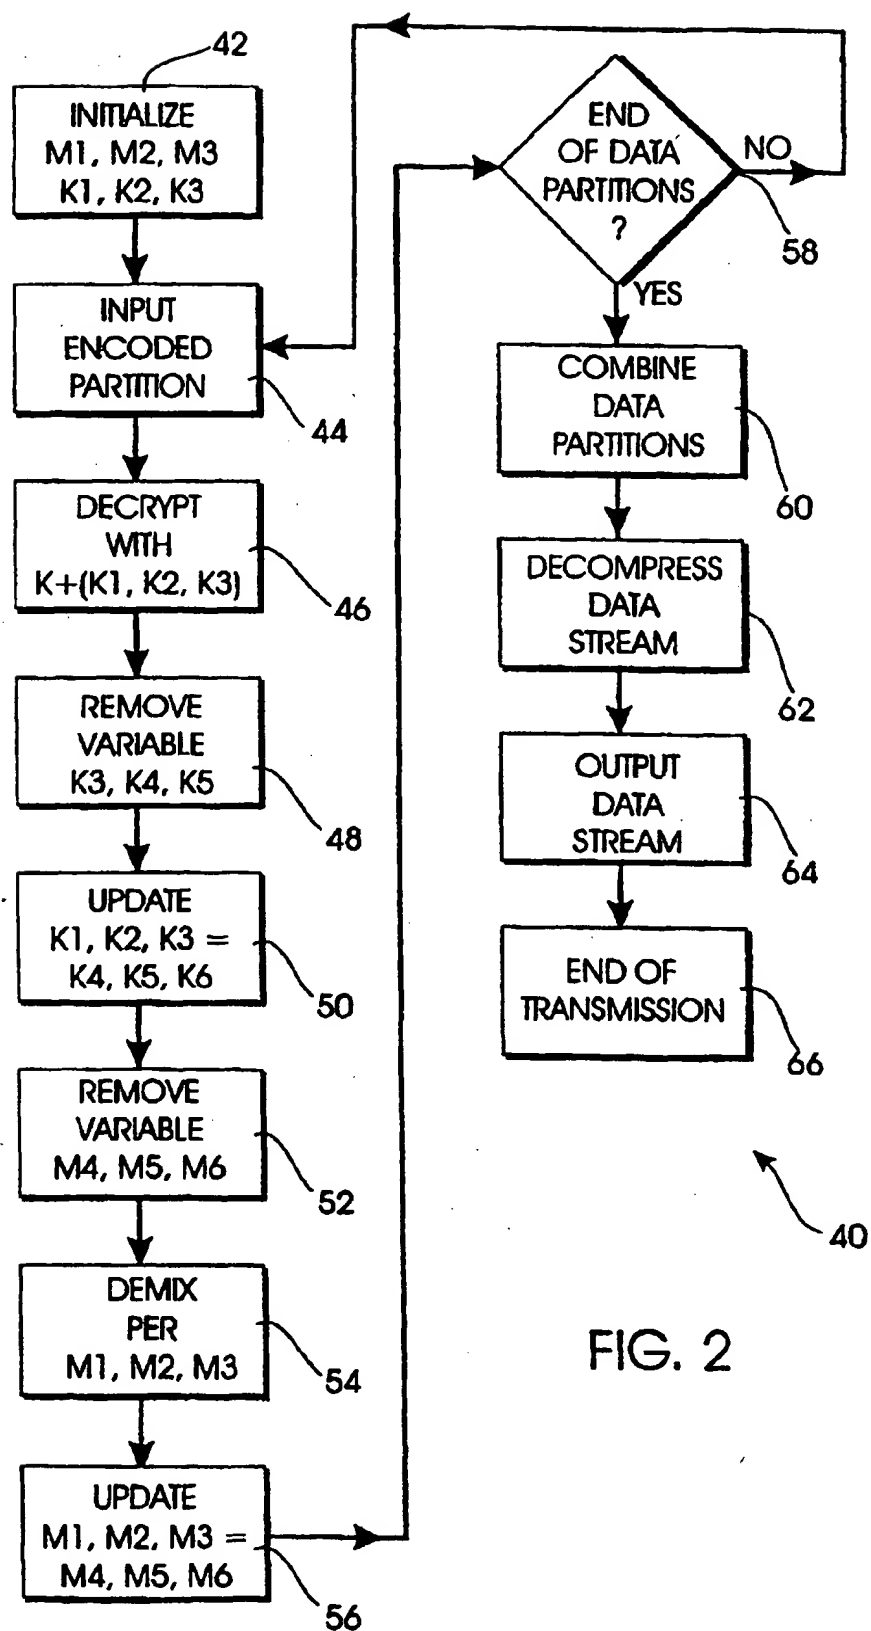 42
INITIALIZE
M1, M2, M3
K1, K2, K3
INPUT
ENCODED
PARTITION
44
DECRYPT
WITH
K+(K1, K2, K3)
46
REMOVE
VARIABLE
K3, K4, K5
48
UPDATE
K1, K2, K3 =
K4, K5, K6
50
REMOVE
VARIABLE
M4, M5, M6
52
DEMIX
PER
M1, M2, M3
54
UPDATE
M1, M2, M3 =
M4, M5, M6
56
END
OF DATA
PARTITIONS
?
NO
58
YES
COMBINE
DATA
PARTITIONS
60
DECOMPRESS
DATA
STREAM
62
OUTPUT
DATA
STREAM
64
END OF
TRANSMISSION
66
40
FIG. 2